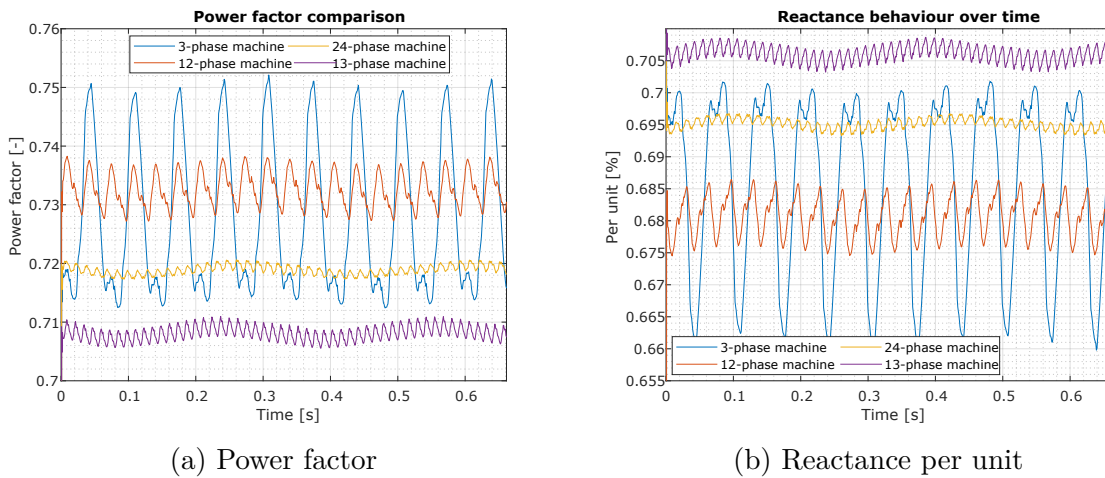 Power factor comparison
0.76
0.75
0.74
0.73
0.72
0.71
0.7
Power factor [-]
3-phase machine
24-phase machine
12-phase machine
13-phase machine
0
0.1
0.2
0.3
0.4
0.5
0.6
Time [s]
(a) Power factor
Reactance behaviour over time
0.705
0.7
0.695
0.69
0.685
0.68
0.675
0.67
0.665
0.66
0.655
Per unit [%]
3-phase machine
24-phase machine
12-phase machine
13-phase machine
0
0.1
0.2
0.3
0.4
0.5
0.6
Time [s]
(b) Reactance per unit